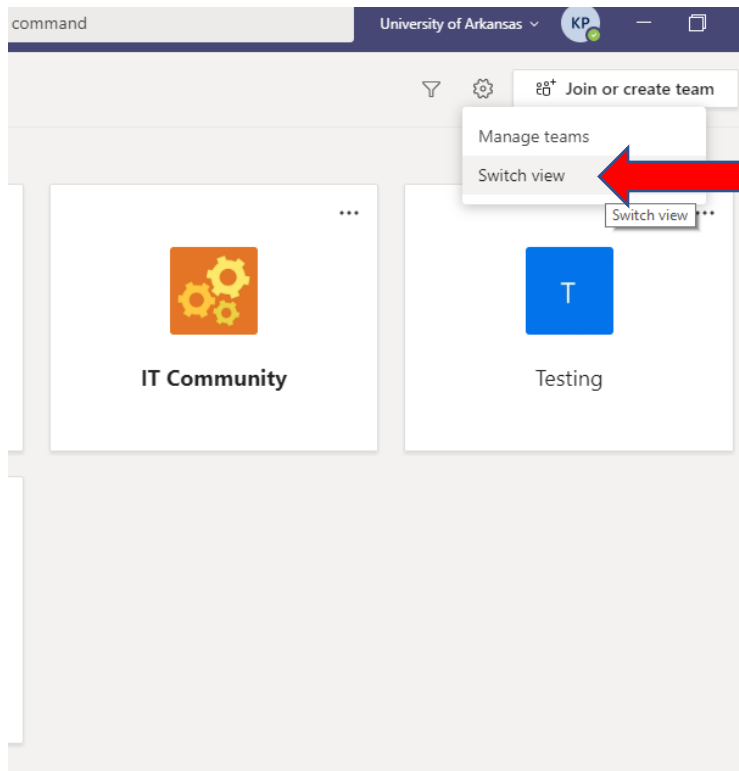 command
University of Arkansas
KP
Join or create team
Manage teams
Switch view
Switch view
T
IT Community
Testing